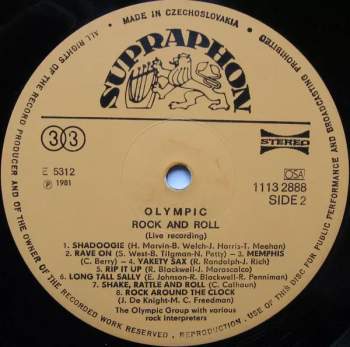 · MADE IN CZECHOSLOVAKIA ·
ALL RIGHTS OF THE RECORD PRODUCER AND OF THE OWNER OF THE WORK RESERVED. REPRODUCTION, USE OF THIS DISC FOR PUBLIC PERFORMANCE AND BROADCASTING PROHIBITED
SUPRAPHON
33
STEREO
E 5312
℗ 1981
OSA
1113 2888
SIDE 2
OLYMPIC
ROCK AND ROLL
(Live recording)
1. SHADOOGIE (H. Marvin-B. Welch-J. Harris-T. Meehan)
2. RAVE ON (S. West-B. Tilgman-N. Petty) – 3. MEMPHIS
(C. Berry) – 4. YAKETY SAX (R. Randolph-J. Rich)
5. RIP IT UP (R. Blackwell-J. Marascalco)
6. LONG TALL SALLY (E. Johnson-R. Blackwell-R. Penniman)
7. SHAKE, RATTLE AND ROLL (C. Calhoun)
8. ROCK AROUND THE CLOCK
(J. De Knight-M. C. Freedman)
The Olympic Group with various
rock interpreters